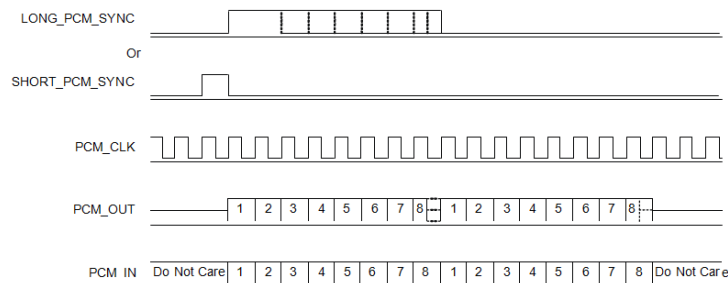 LONG_PCM_SYNC
Or
SHORT_PCM_SYNC
PCM_CLK
PCM_OUT 1 2 3 4 5 6 7 8 1 2 3 4 5 6 7 8
PCM IN Do Not Care 1 2 3 4 5 6 7 8 1 2 3 4 5 6 7 8 Do Not Care